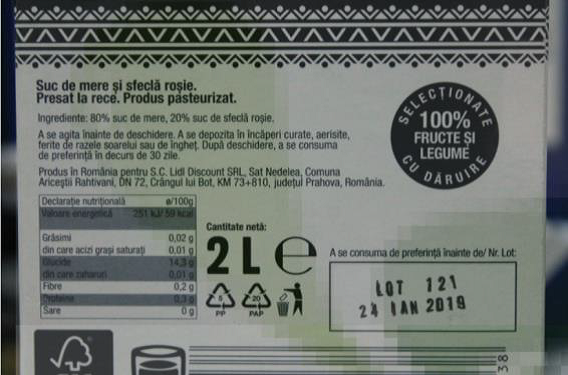 Suc de mere și sfeclă roșie.
Presat la rece. Produs pasteurizat.
Ingrediente: 80% suc de mere, 20% suc de sfeclă roșie.
A se agita înainte de deschidere. A se depozita în încăperi curate, aerisite,
ferite de razele soarelui sau de îngheț. După deschidere, a se consuma
de preferință în decurs de 30 zile.
Produs în România pentru S.C. Lidl Discount SRL, Sat Nedelea, Comuna
Ariceștii Rahtivani, DN 72, Crângul lui Bot, KM 73+810, județul Prahova, România.
SELECȚIONATE
100%
FRUCTE ȘI
LEGUME
CU DĂRUIRE
Declarație nutrițională ø/100g
Valoare energetică 251 kJ/ 59 kcal
Grăsimi 0,02 g
din care acizi grași saturați 0,01 g
Glucide 14,3 g
din care zaharuri 0,01 g
Fibre 0,2 g
Proteine 0,3 g
Sare 0 g
Cantitate netă:
2 L e
5
PP
20
PAP
A se consuma de preferință înainte de/ Nr. Lot:
LOT 121
24 IAN 2019
38